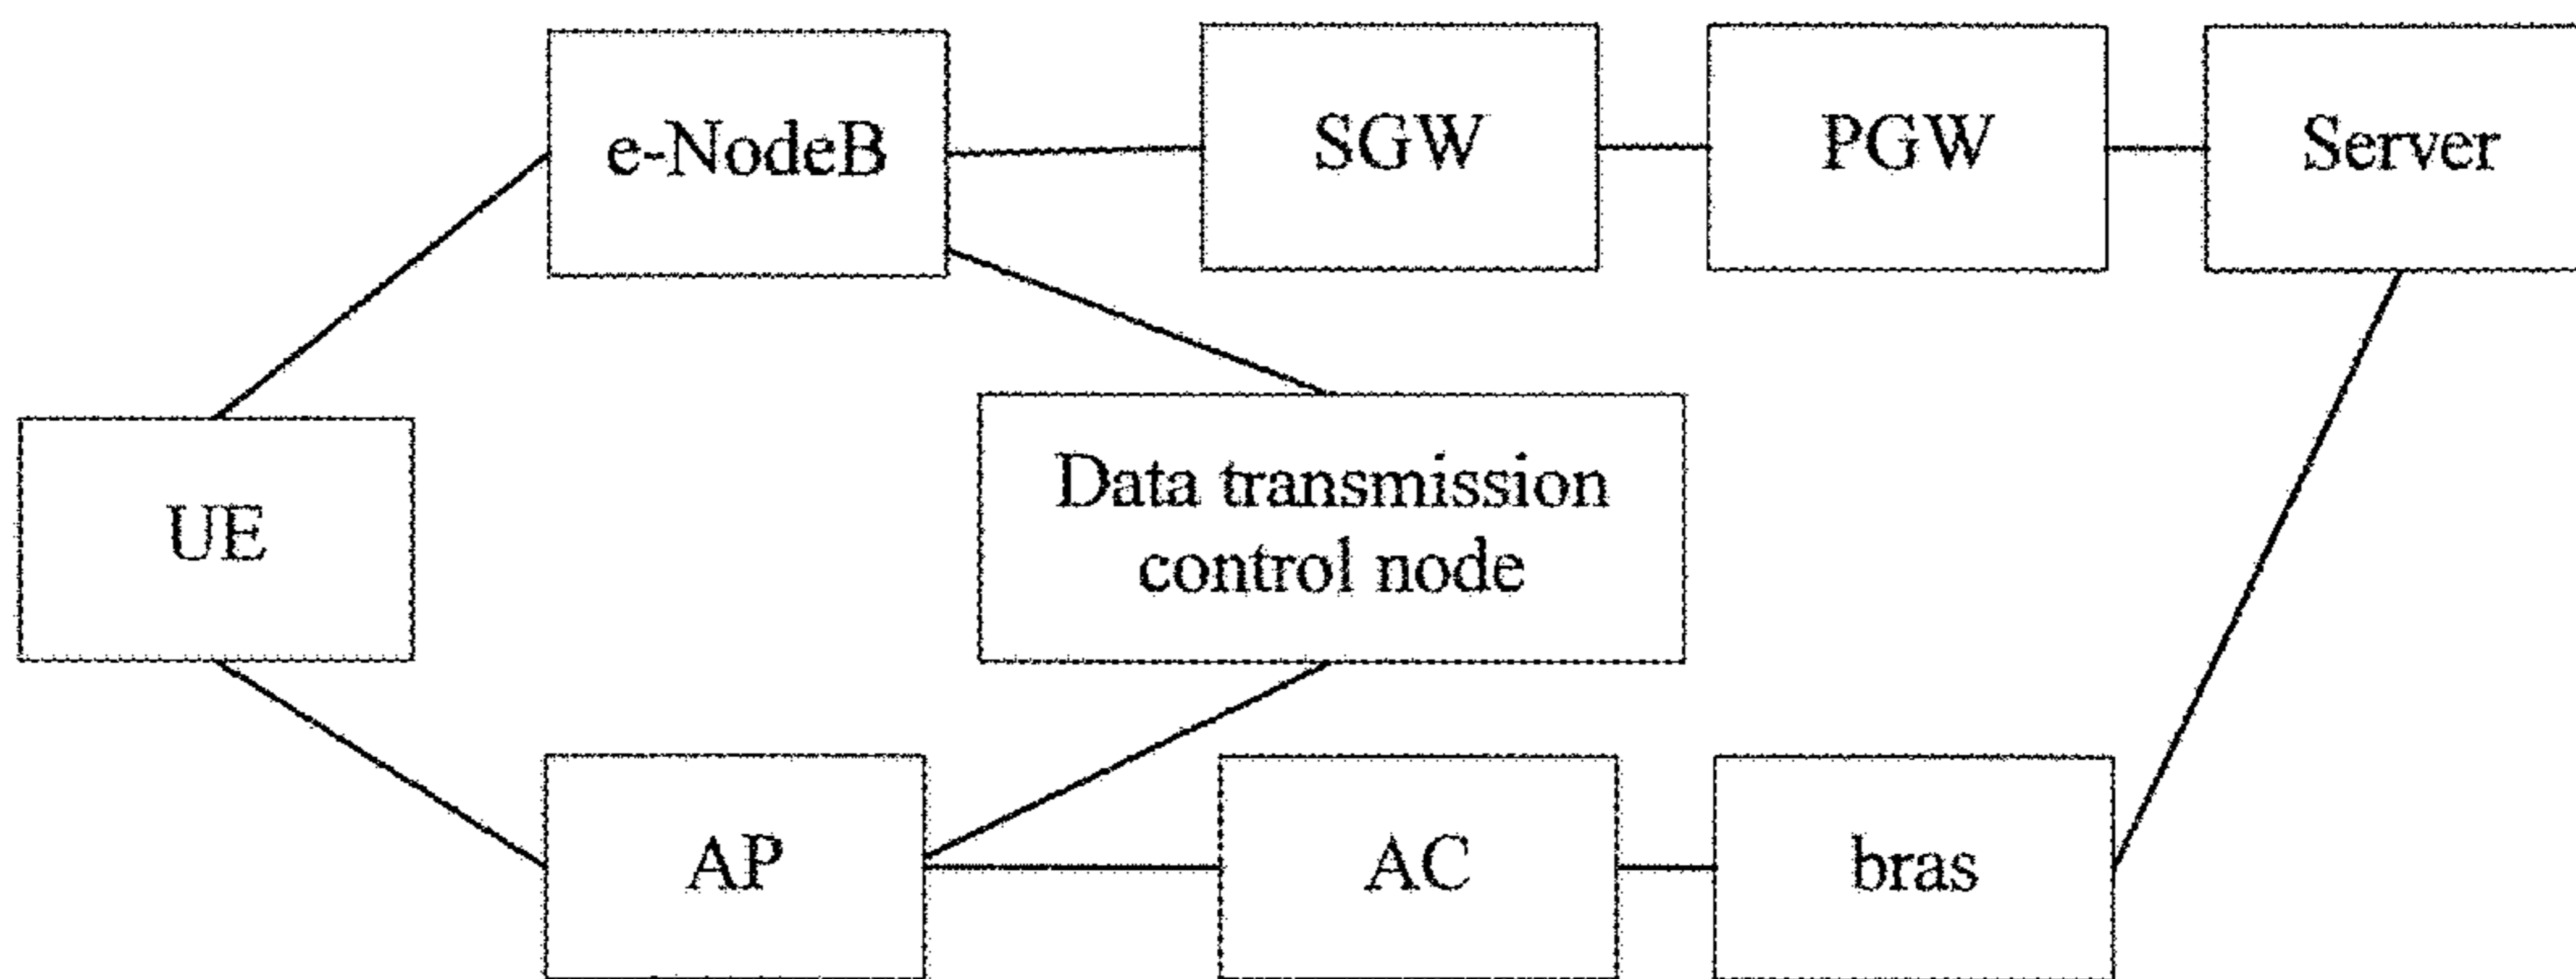 e-NodeB
SGW
PGW
Server
UE
Data transmission
control node
AP
AC
bras